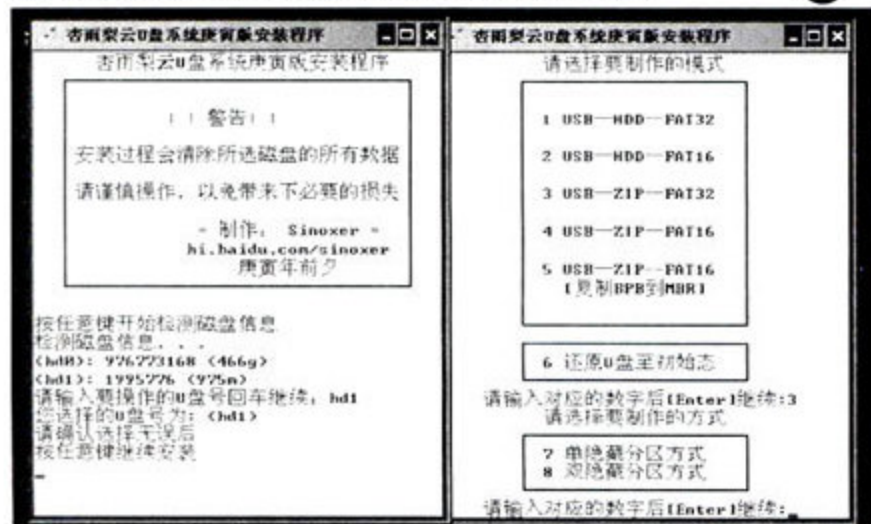 杏雨梨云U盘系统庚寅版安装程序
杏雨梨云U盘系统庚寅版安装程序
！！警告！！
安装过程会清除所选磁盘的所有数据
请谨慎操作，以免带来不必要的损失
- 制作： Sinoxer -
hi.baidu.com/sinoxer
庚寅年前夕
按任意键开始检测磁盘信息
检测磁盘信息...
(hd0): 976773168 (466g)
(hd1): 1995776 (975m)
请输入要操作的U盘号回车继续：hd1
您选择的U盘号为：(hd1)
请确认选择无误后
按任意键继续安装
杏雨梨云U盘系统庚寅版安装程序
请选择要制作的模式
1 USB--HDD--FAT32
2 USB--HDD--FAT16
3 USB--ZIP--FAT32
4 USB--ZIP--FAT16
5 USB--ZIP--FAT16
[复制BPB到MBR]
6 还原U盘至初始态
请输入对应的数字后[Enter]继续:3
请选择要制作的方式
7 单隐藏分区方式
8 双隐藏分区方式
请输入对应的数字后[Enter]继续: